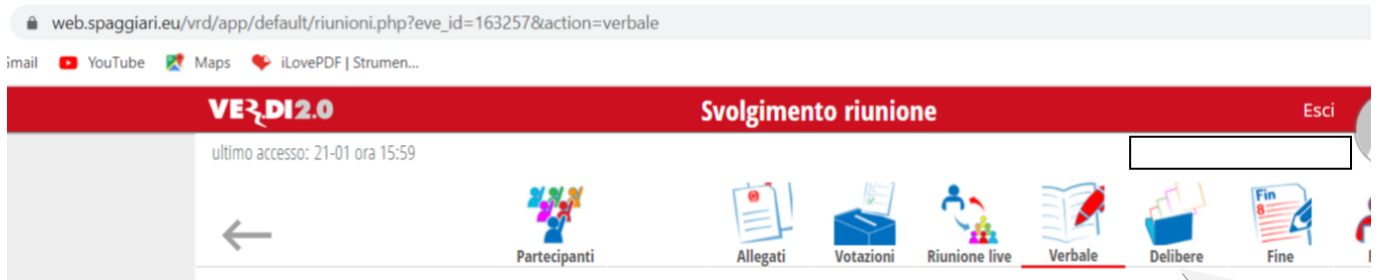 web.spaggiari.eu/vrd/app/default/riunioni.php?eve_id=163257&action=verbale
YouTube Maps iLovePDF | Strumen...
VERDI2.0 Svolgimento riunione Esci
ultimo accesso: 21-01 ora 15:59
Fin
8
Partecipanti Allegati Votazioni Riunione live Verbale Delibere Fine